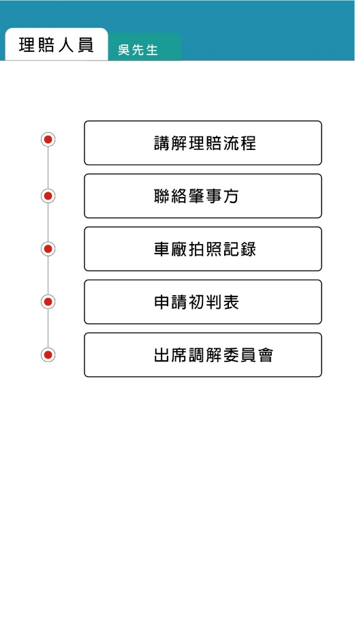 理賠人員
吳先生
講解理賠流程
聯絡肇事方
車廠拍照記錄
申請初判表
出席調解委員會